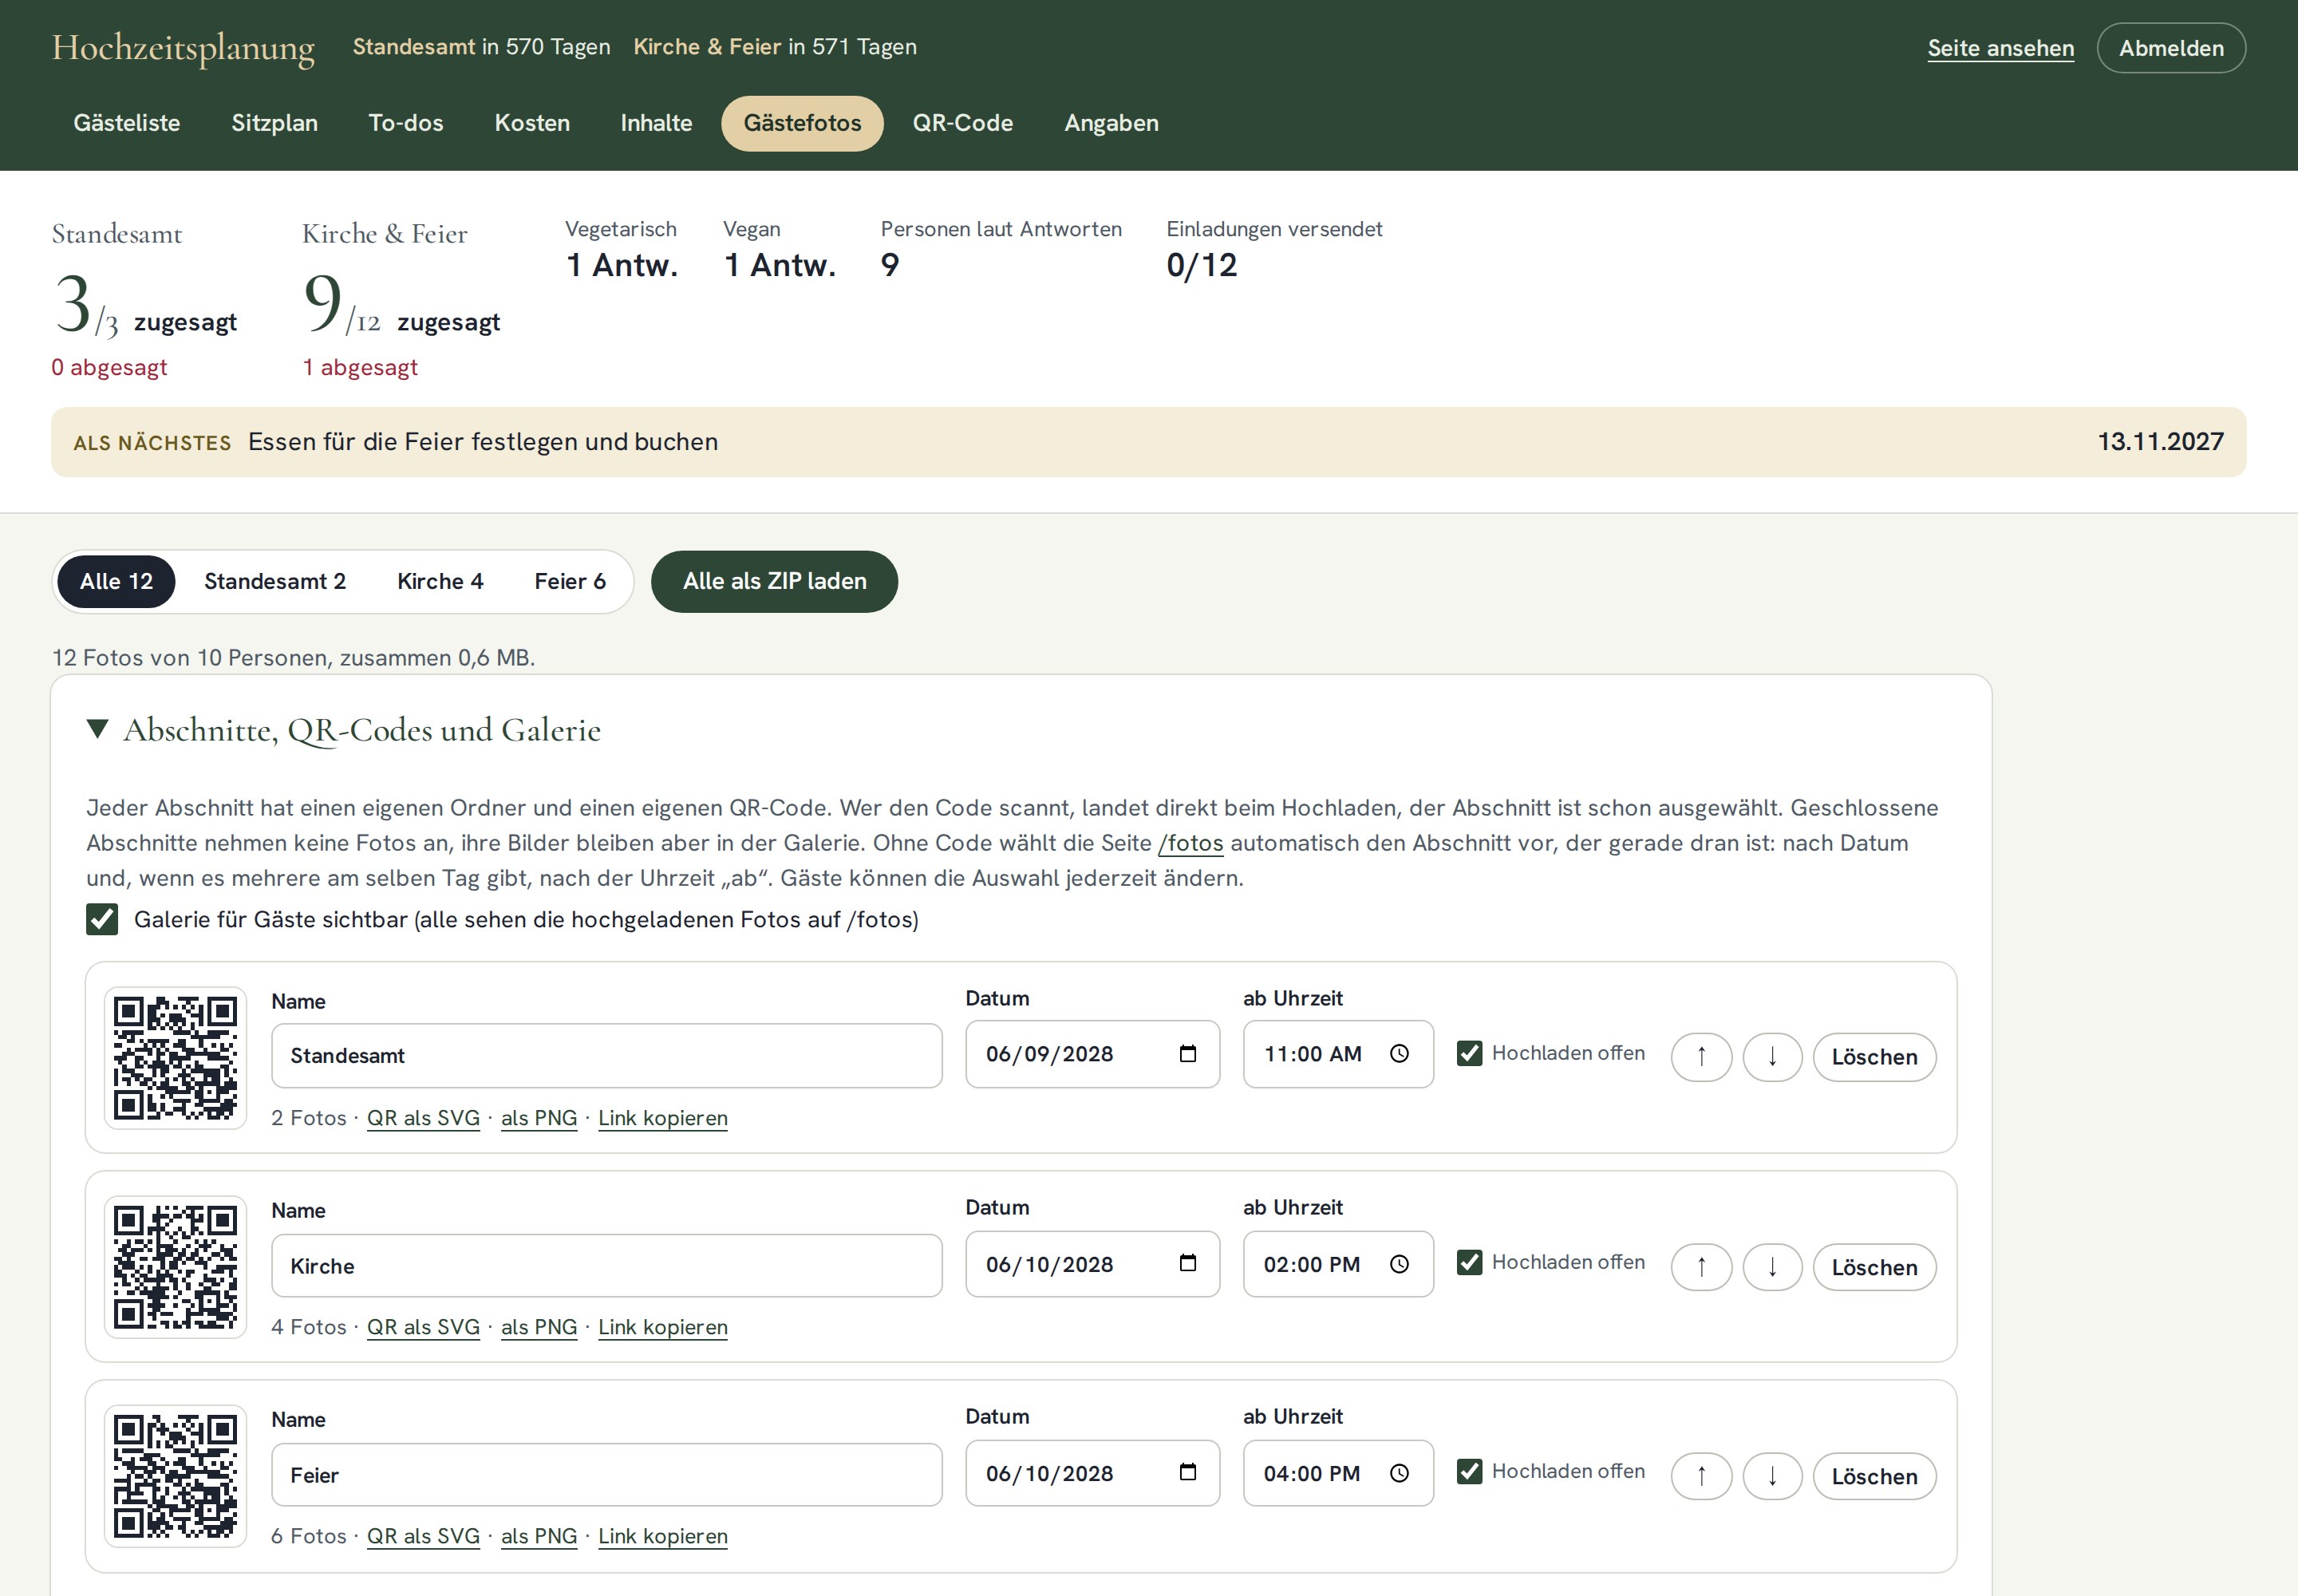 Hochzeitsplanung Standesamt in 570 Tagen Kirche & Feier in 571 Tagen Seite ansehen Abmelden
Gästeliste Sitzplan To-dos Kosten Inhalte Gästefotos QR-Code Angaben
Standesamt Kirche & Feier Vegetarisch Vegan Personen laut Antworten Einladungen versendet
1 Antw. 1 Antw. 9 0/12
3/3 zugesagt 9/12 zugesagt
0 abgesagt 1 abgesagt
ALS NÄCHSTES Essen für die Feier festlegen und buchen 13.11.2027
Alle 12 Standesamt 2 Kirche 4 Feier 6 Alle als ZIP laden
12 Fotos von 10 Personen, zusammen 0,6 MB.
▼ Abschnitte, QR-Codes und Galerie
Jeder Abschnitt hat einen eigenen Ordner und einen eigenen QR-Code. Wer den Code scannt, landet direkt beim Hochladen, der Abschnitt ist schon ausgewählt. Geschlossene
Abschnitte nehmen keine Fotos an, ihre Bilder bleiben aber in der Galerie. Ohne Code wählt die Seite /fotos automatisch den Abschnitt vor, der gerade dran ist: nach Datum
und, wenn es mehrere am selben Tag gibt, nach der Uhrzeit „ab“. Gäste können die Auswahl jederzeit ändern.
Galerie für Gäste sichtbar (alle sehen die hochgeladenen Fotos auf /fotos)
Name Datum ab Uhrzeit
Standesamt 06/09/2028 11:00 AM Hochladen offen ↑ ↓ Löschen
2 Fotos · QR als SVG · als PNG · Link kopieren
Name Datum ab Uhrzeit
Kirche 06/10/2028 02:00 PM Hochladen offen ↑ ↓ Löschen
4 Fotos · QR als SVG · als PNG · Link kopieren
Name Datum ab Uhrzeit
Feier 06/10/2028 04:00 PM Hochladen offen ↑ ↓ Löschen
6 Fotos · QR als SVG · als PNG · Link kopieren